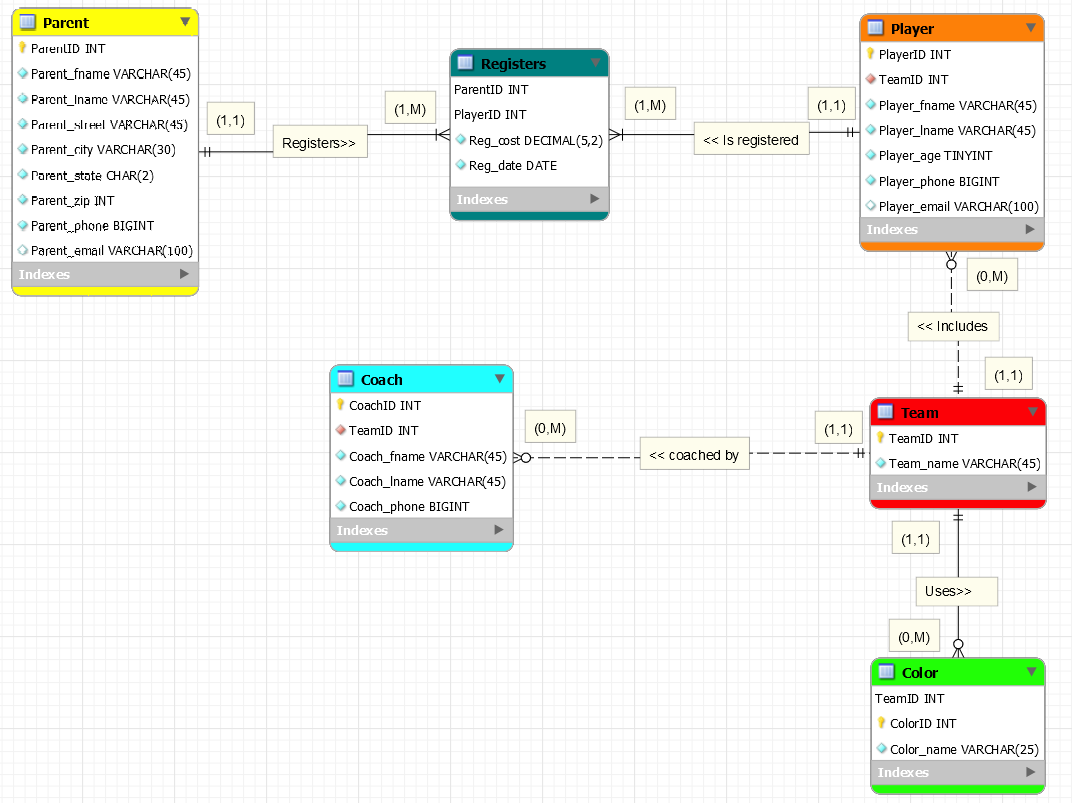 Parent
ParentID INT
Parent_fname VARCHAR(45)
Parent_lname VARCHAR(45)
Parent_street VARCHAR(45)
Parent_city VARCHAR(30)
Parent_state CHAR(2)
Parent_zip INT
Parent_phone BIGINT
Parent_email VARCHAR(100)
Indexes
(1,1)
Registers>>
(1,M)
Registers
ParentID INT
PlayerID INT
Reg_cost DECIMAL(5,2)
Reg_date DATE
Indexes
(1,M)
<< Is registered
(1,1)
Player
PlayerID INT
TeamID INT
Player_fname VARCHAR(45)
Player_lname VARCHAR(45)
Player_age TINYINT
Player_phone BIGINT
Player_email VARCHAR(100)
Indexes
(0,M)
<< Includes
(1,1)
Coach
CoachID INT
TeamID INT
Coach_fname VARCHAR(45)
Coach_lname VARCHAR(45)
Coach_phone BIGINT
Indexes
(0,M)
<< coached by
(1,1)
Team
TeamID INT
Team_name VARCHAR(45)
Indexes
(1,1)
Uses>>
(0,M)
Color
TeamID INT
ColorID INT
Color_name VARCHAR(25)
Indexes